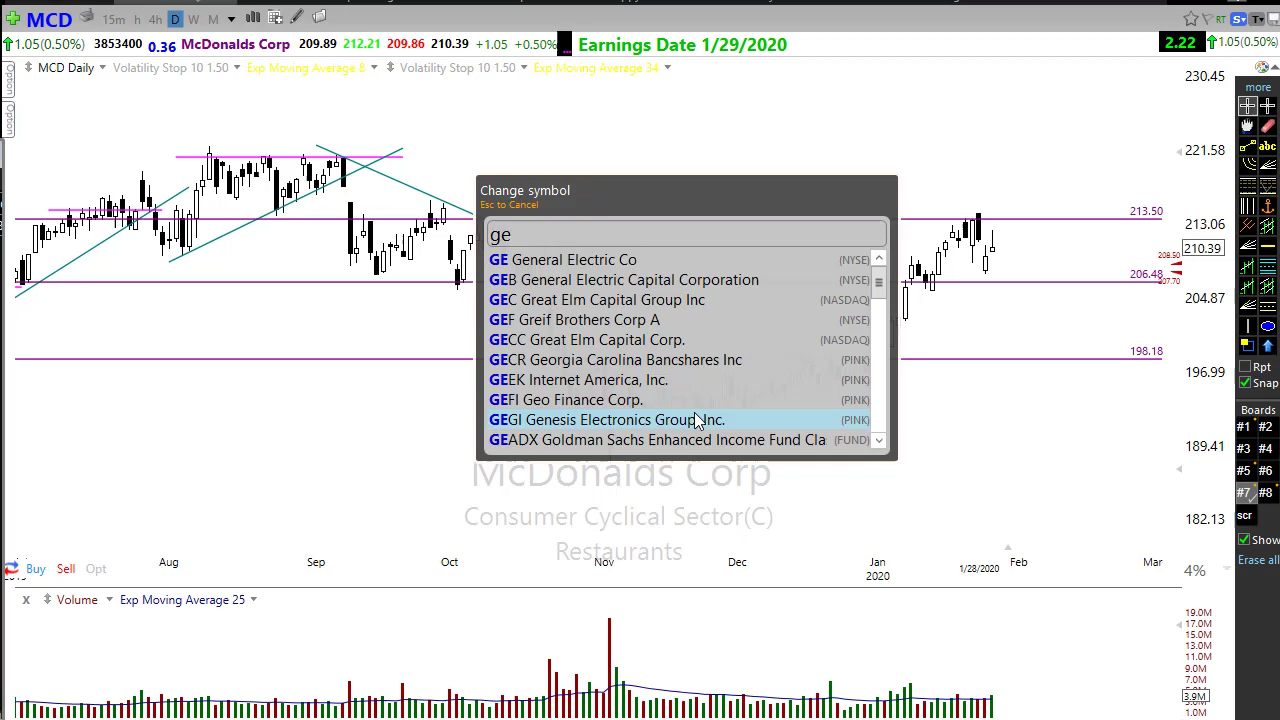 MCD 15m h 4h D W M RT S T
1.05(0.50%) 3853400 0.36 McDonalds Corp 209.89 212.21 209.86 210.39 +1.05 +0.50% Earnings Date 1/29/2020 2.22 1.05(0.50%)
MCD Daily Volatility Stop 10 1.50 Exp Moving Average 8 Volatility Stop 10 1.50 Exp Moving Average 34
Option
Option
230.45
221.58
213.50
213.06
210.39
208.50
206.48
207.70
204.87
198.18
196.99
189.41
182.13
4%
Change symbol
Esc to Cancel
ge
GE General Electric Co (NYSE)
GEB General Electric Capital Corporation (NYSE)
GEC Great Elm Capital Group Inc (NASDAQ)
GEF Greif Brothers Corp A (NYSE)
GECC Great Elm Capital Corp. (NASDAQ)
GECR Georgia Carolina Bancshares Inc (PINK)
GEEK Internet America, Inc. (PINK)
GEFI Geo Finance Corp. (PINK)
GEGI Genesis Electronics Group, Inc. (PINK)
GEADX Goldman Sachs Enhanced Income Fund Cla (FUND)
McDonalds Corp
Consumer Cyclical Sector(C)
Restaurants
Aug Sep Oct Nov Dec Jan Feb Mar
2020 1/28/2020
Buy Sell Opt
x Volume Exp Moving Average 25
19.0M
17.0M
15.0M
13.0M
11.0M
9.0M
7.0M
3.9M
1.0M
more
abc
Rpt
Snap
Boards
#1 #2
#3 #4
#5 #6
#7 #8
scr
Show
Erase all